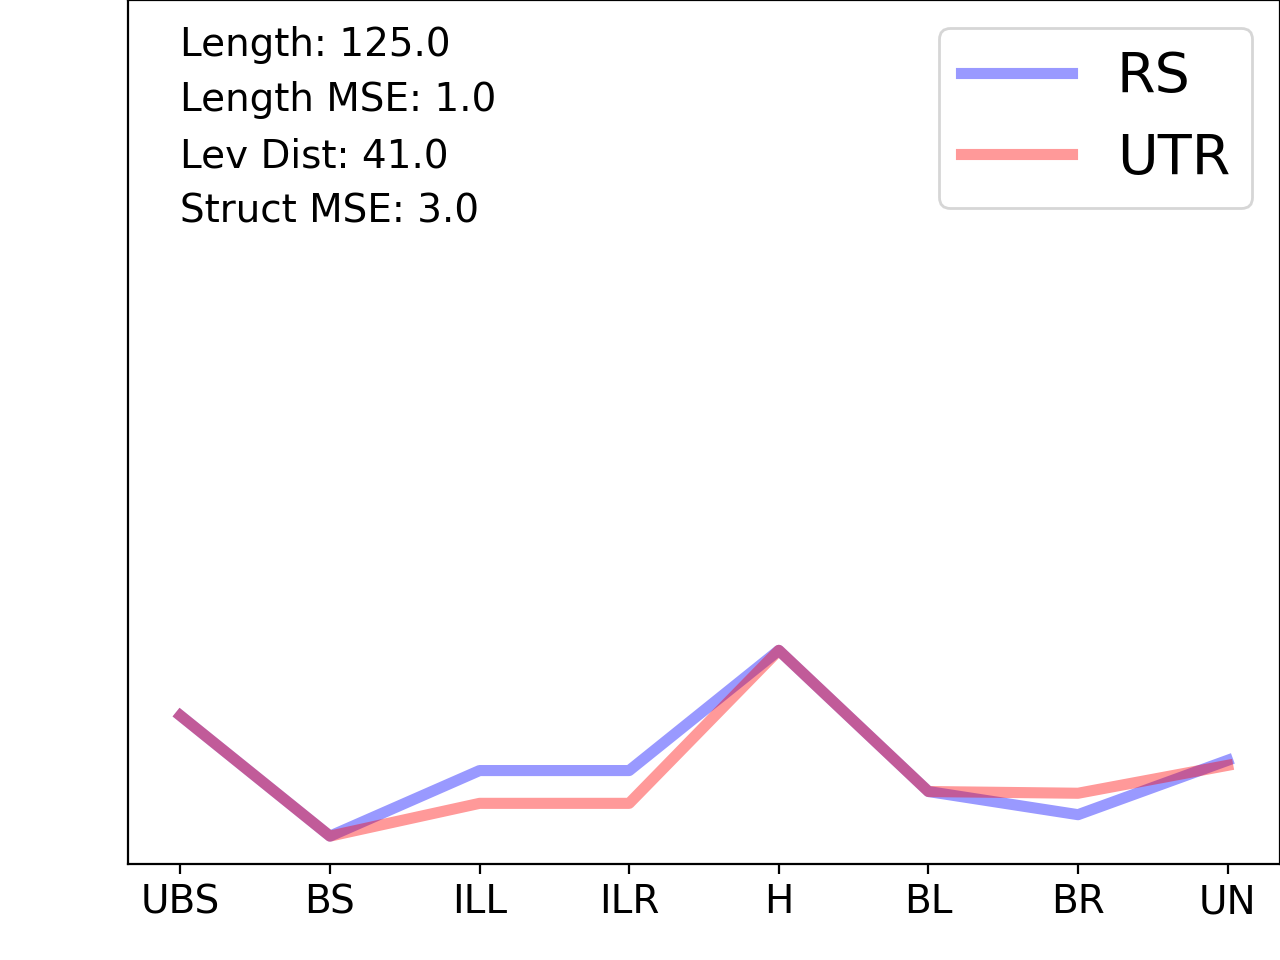 Length: 125.0
Length MSE: 1.0
Lev Dist: 41.0
Struct MSE: 3.0
RS
UTR
UBS BS ILL ILR H BL BR UN